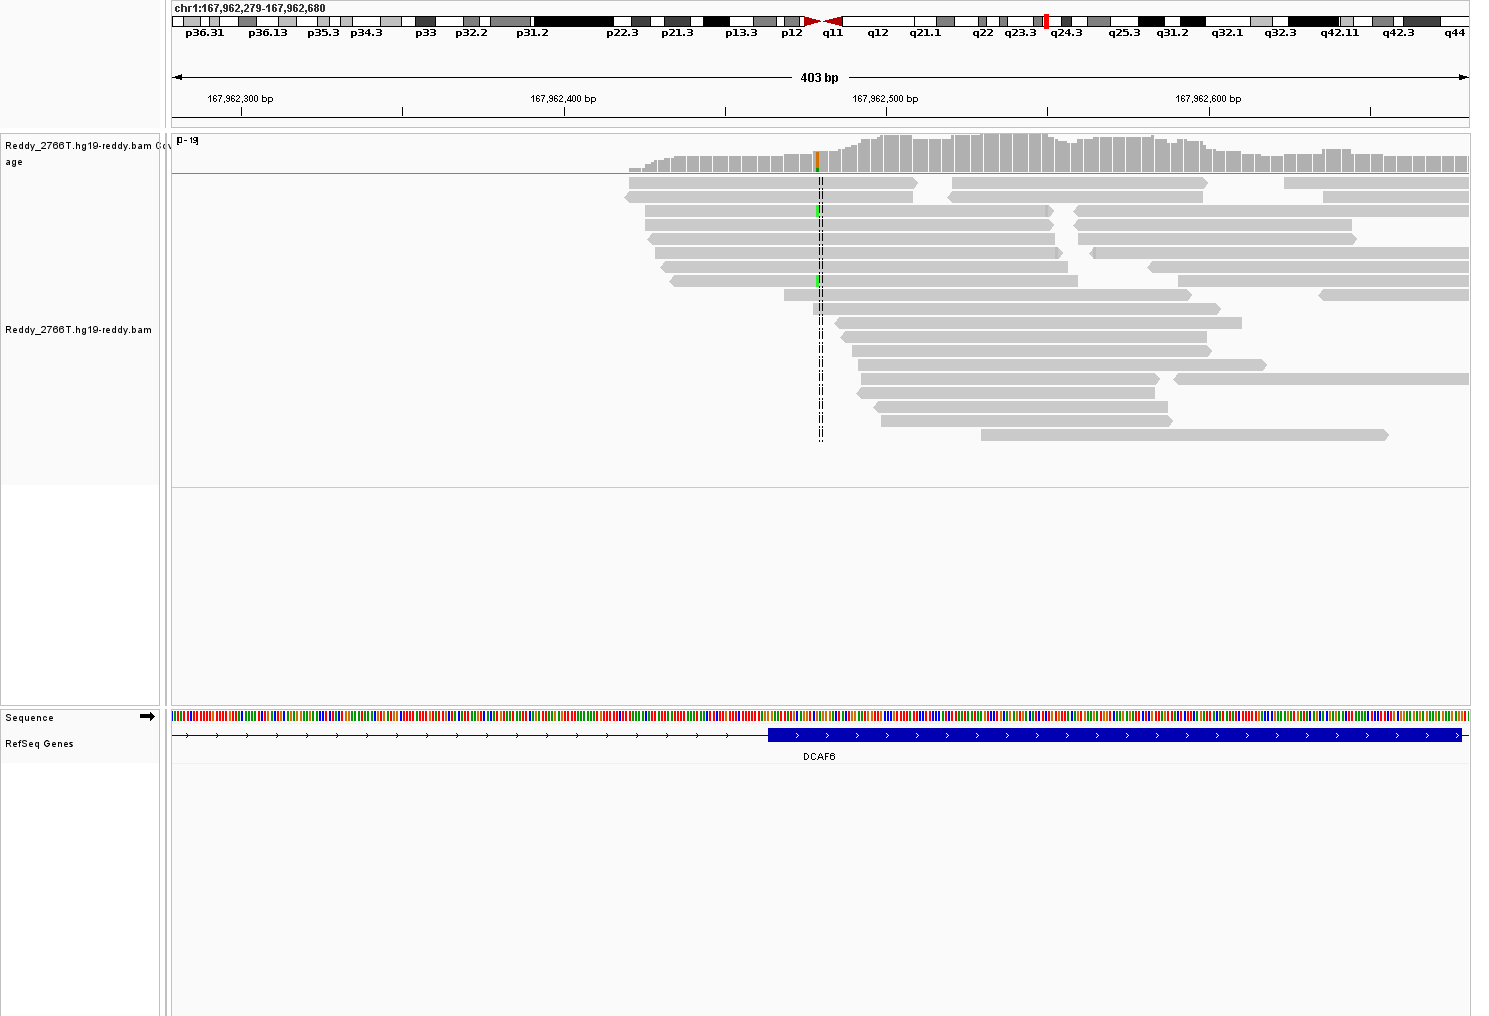 chr1:167,962,279-167,962,680
p36.31 p36.13 p35.3 p34.3 p33 p32.2 p31.2 p22.3 p21.3 p13.3 p12 q11 q12 q21.1 q22 q23.3 q24.3 q25.3 q31.2 q32.1 q32.3 q42.11 q42.3 q44
403 bp
167,962,300 bp 167,962,400 bp 167,962,500 bp 167,962,600 bp
Reddy_2766T.hg19-reddy.bam Cov
age
[0 - 19]
Reddy_2766T.hg19-reddy.bam
Sequence
RefSeq Genes
DCAF6